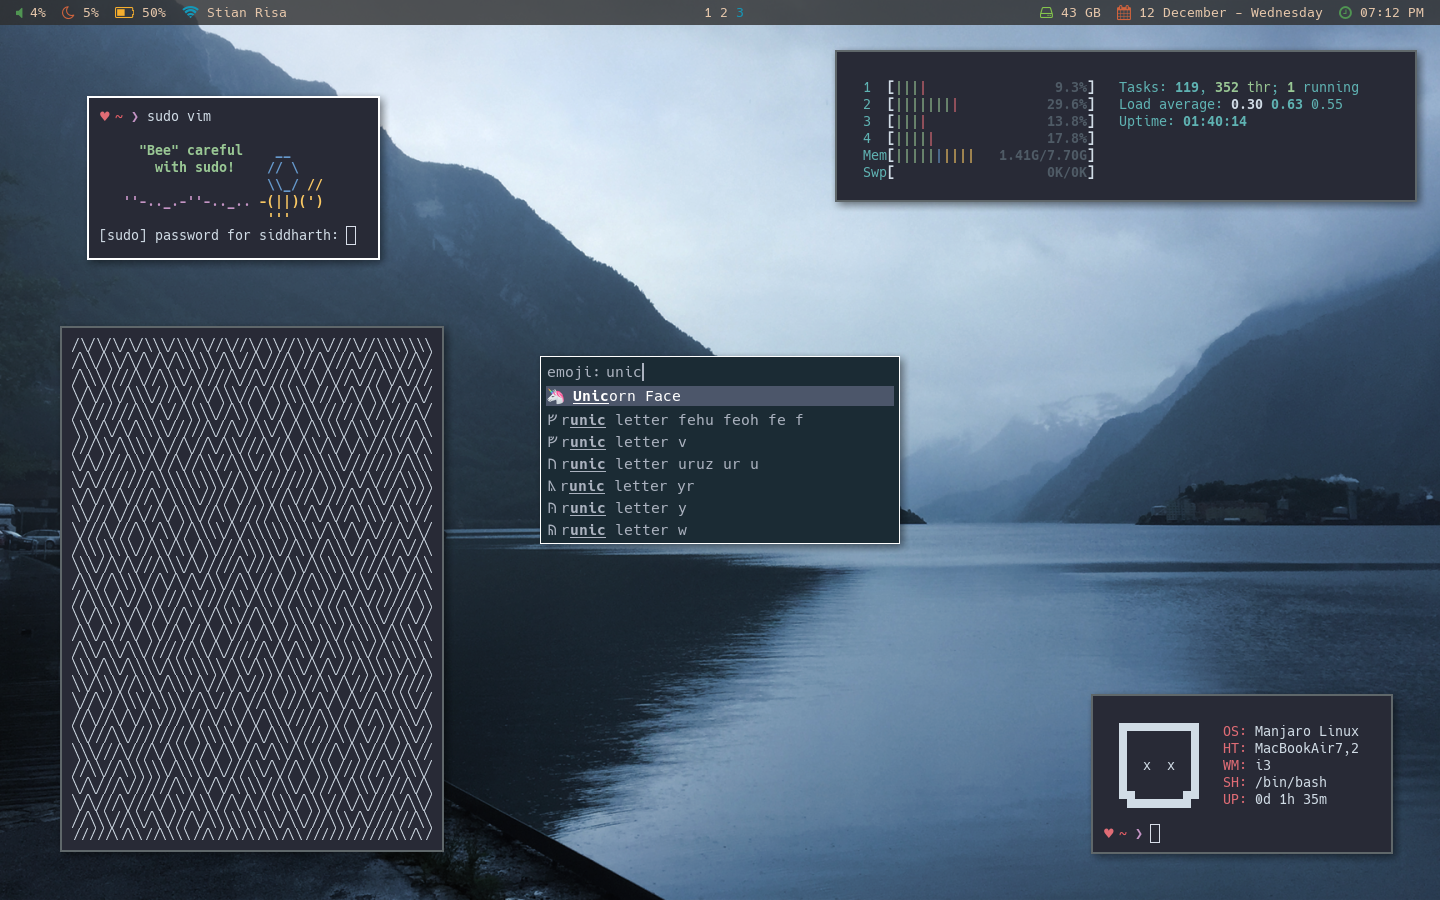 4% 5% 50% Stian Risa
1 2 3
43 GB 12 December - Wednesday 07:12 PM
♥ ~ ❯ sudo vim
"Bee" careful
with sudo!
[sudo] password for siddharth:
1 [|||| 9.3%]
2 [|||||||| 29.6%]
3 [|||| 13.8%]
4 [||||| 17.8%]
Mem[|||||||||| 1.41G/7.70G]
Swp[ 0K/0K]
Tasks: 119, 352 thr; 1 running
Load average: 0.30 0.63 0.55
Uptime: 01:40:14
emoji: unic
🦄 Unicorn Face
ᚠ runic letter fehu feoh fe f
ᚡ runic letter v
ᚢ runic letter uruz ur u
ᚣ runic letter yr
ᚤ runic letter y
ᚥ runic letter w
x x
OS: Manjaro Linux
HT: MacBookAir7,2
WM: i3
SH: /bin/bash
UP: 0d 1h 35m
♥ ~ ❯